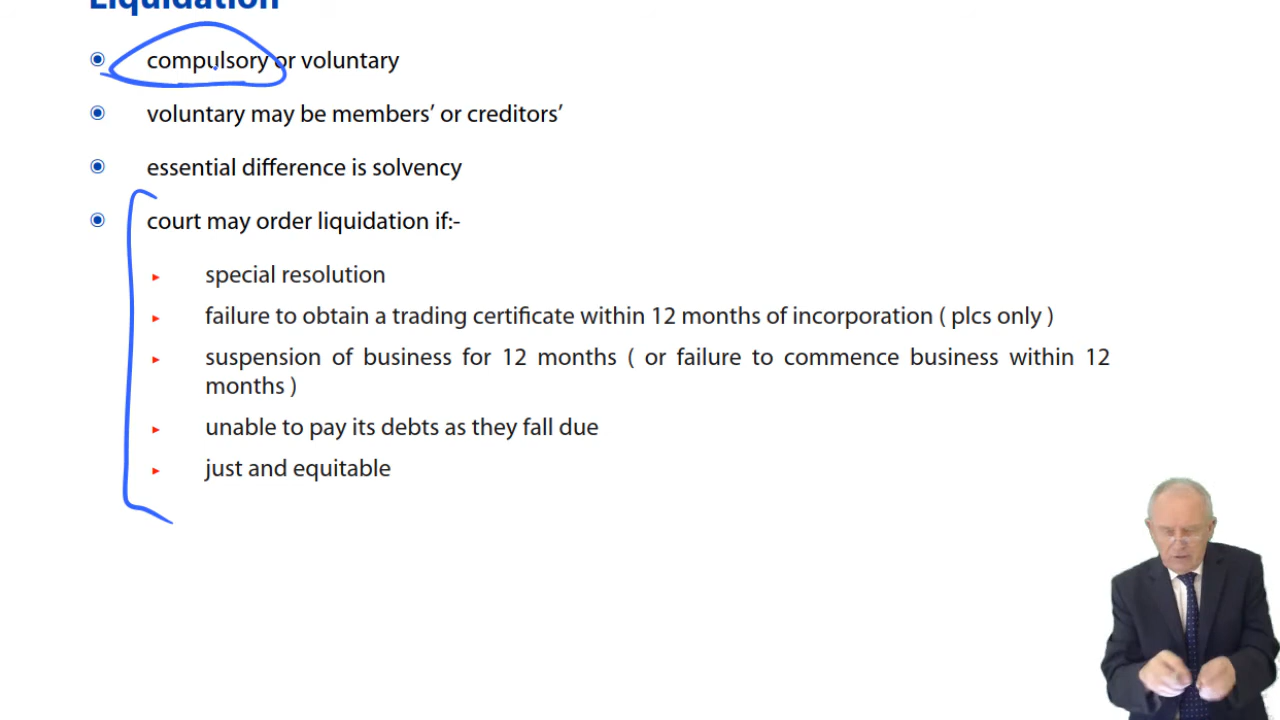 Liquidation
compulsory or voluntary
voluntary may be members’ or creditors’
essential difference is solvency
court may order liquidation if:-
special resolution
failure to obtain a trading certificate within 12 months of incorporation ( plcs only )
suspension of business for 12 months ( or failure to commence business within 12
months )
unable to pay its debts as they fall due
just and equitable